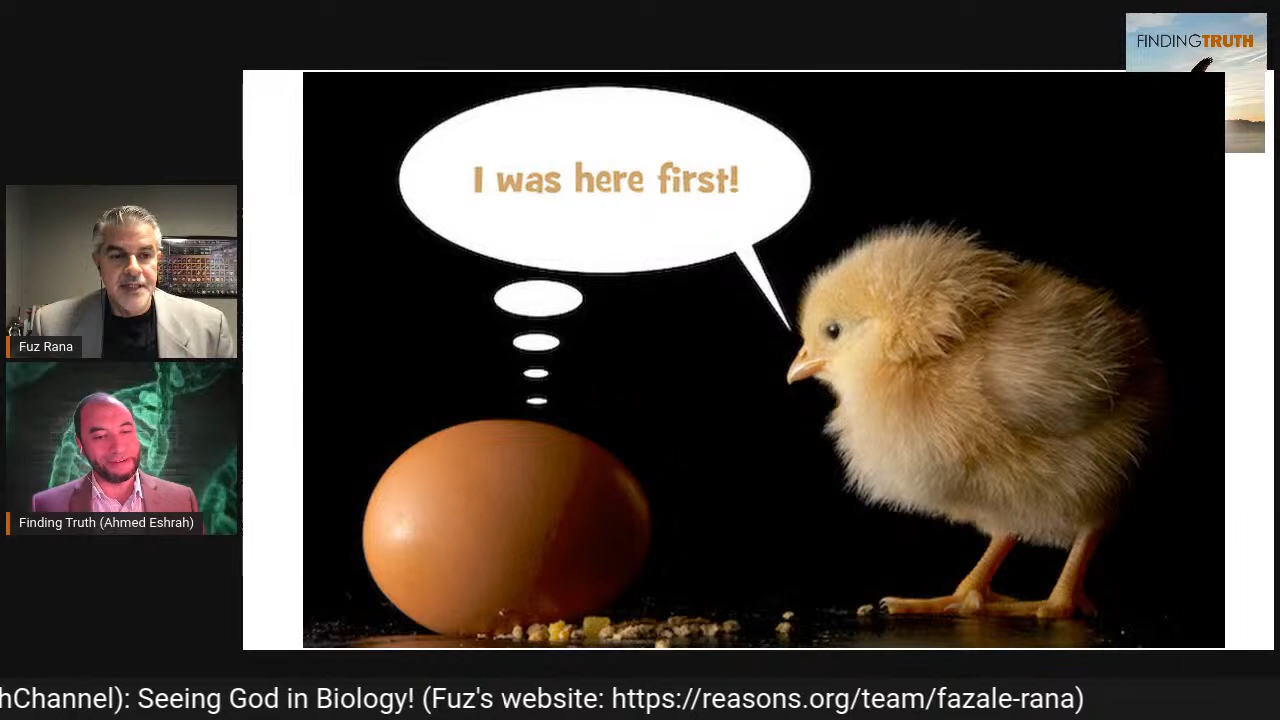 FINDINGTRUTH
I was here first!
Fuz Rana
Finding Truth (Ahmed Eshrah)
hChannel): Seeing God in Biology! (Fuz's website: https://reasons.org/team/fazale-rana)